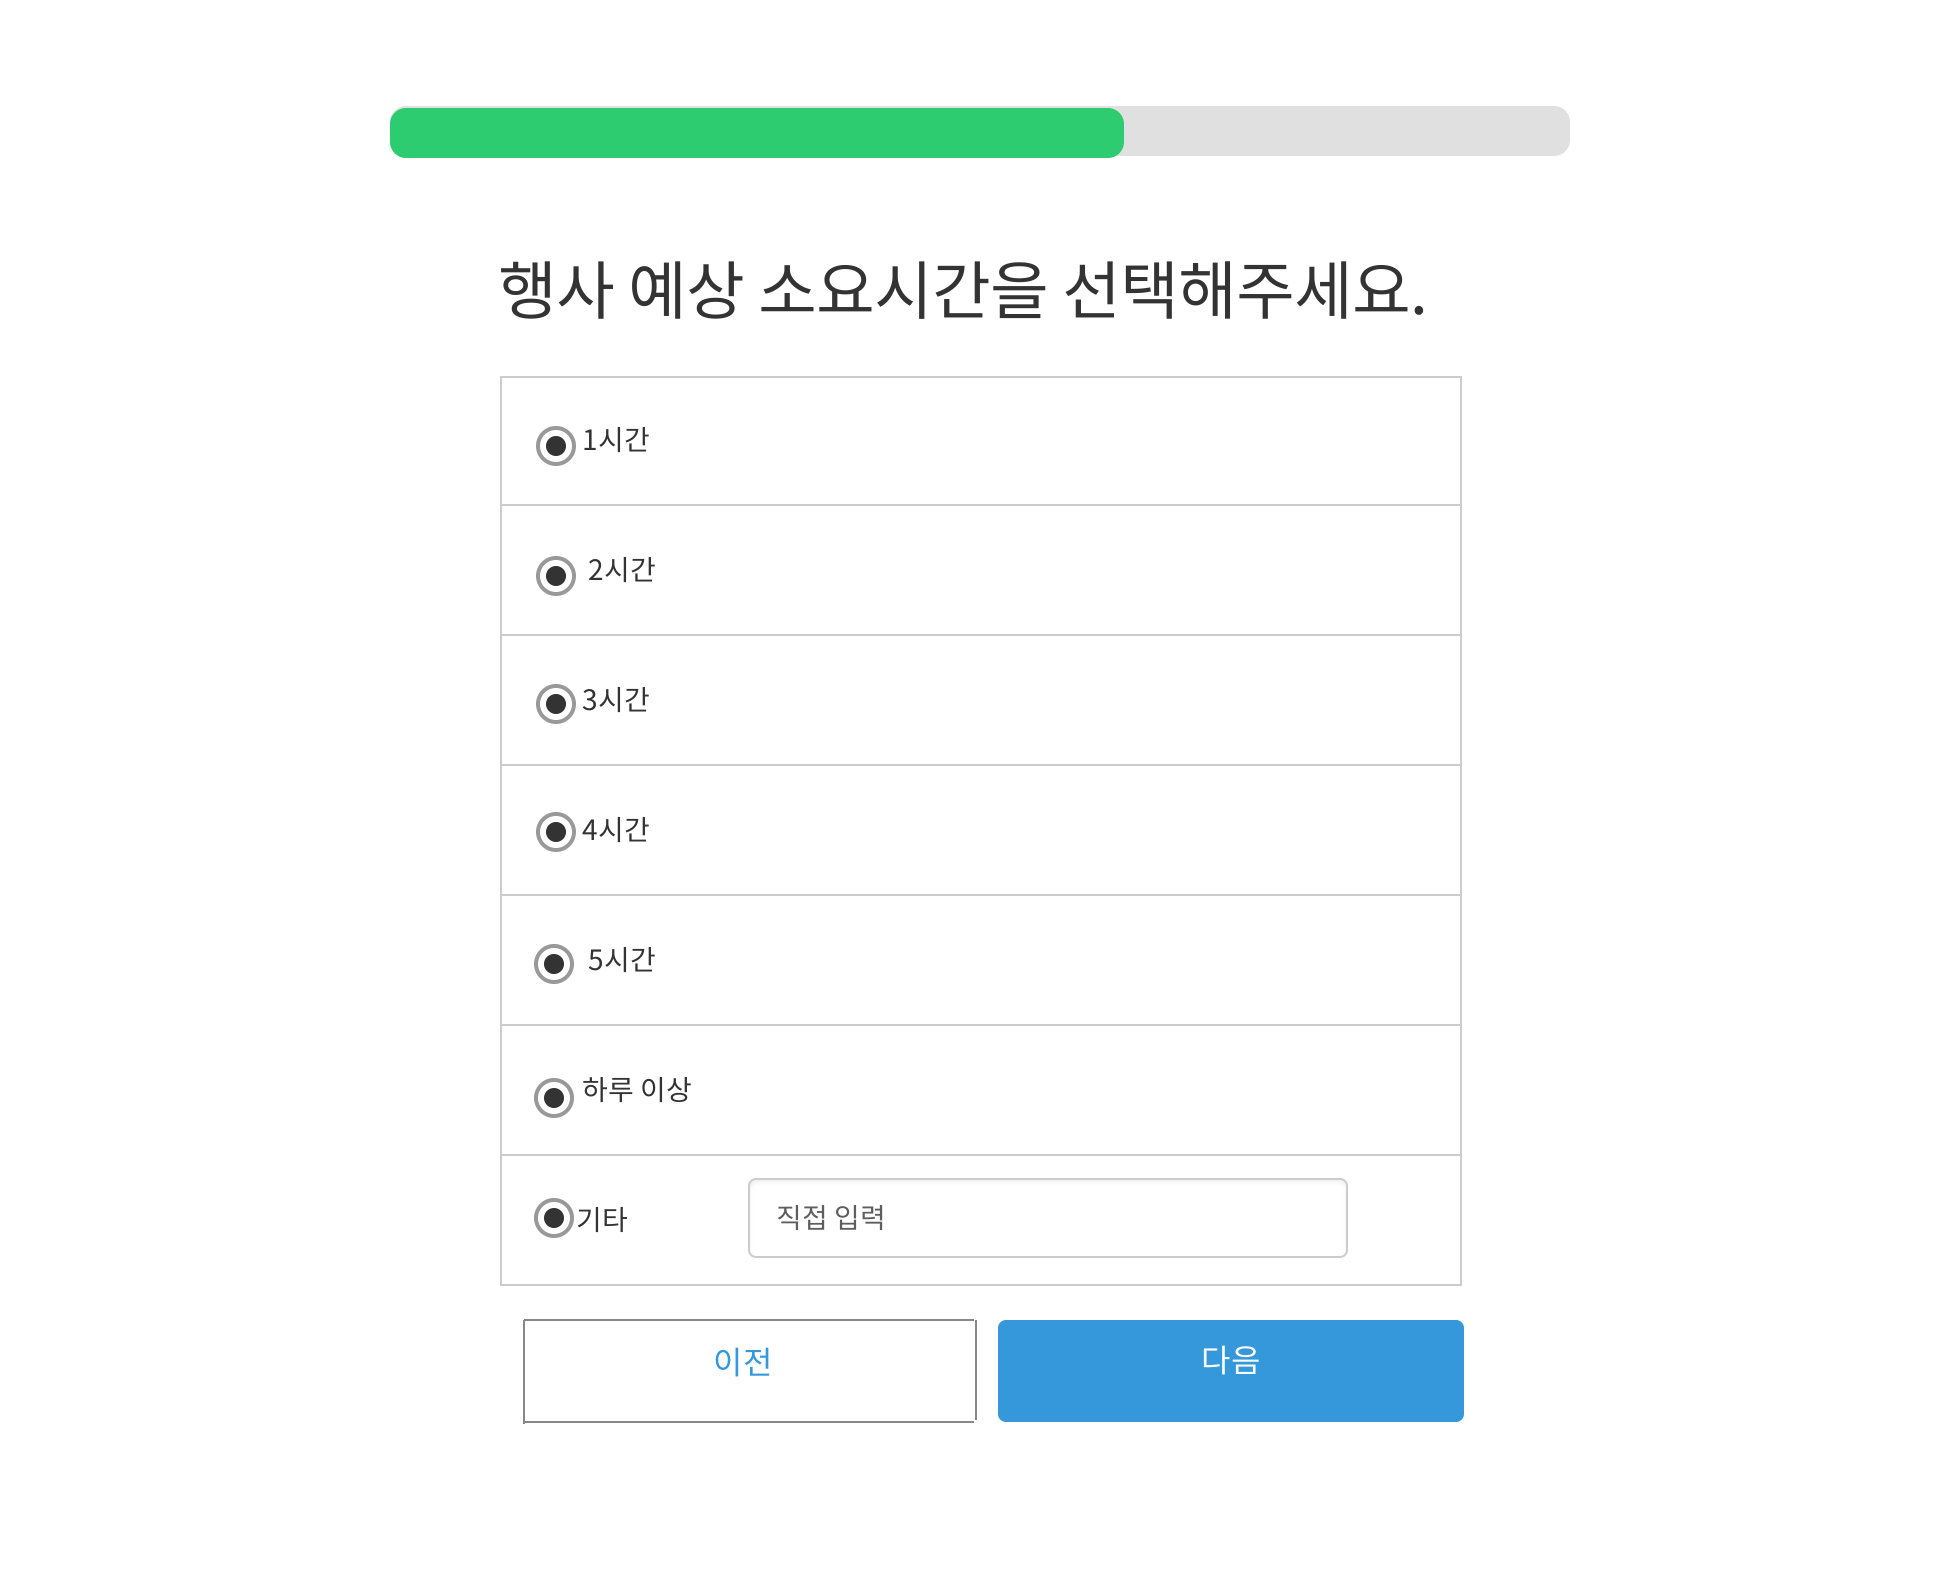 행사 예상 소요시간을 선택해주세요.
1시간
2시간
3시간
4시간
5시간
하루 이상
기타
직접 입력
이전
다음